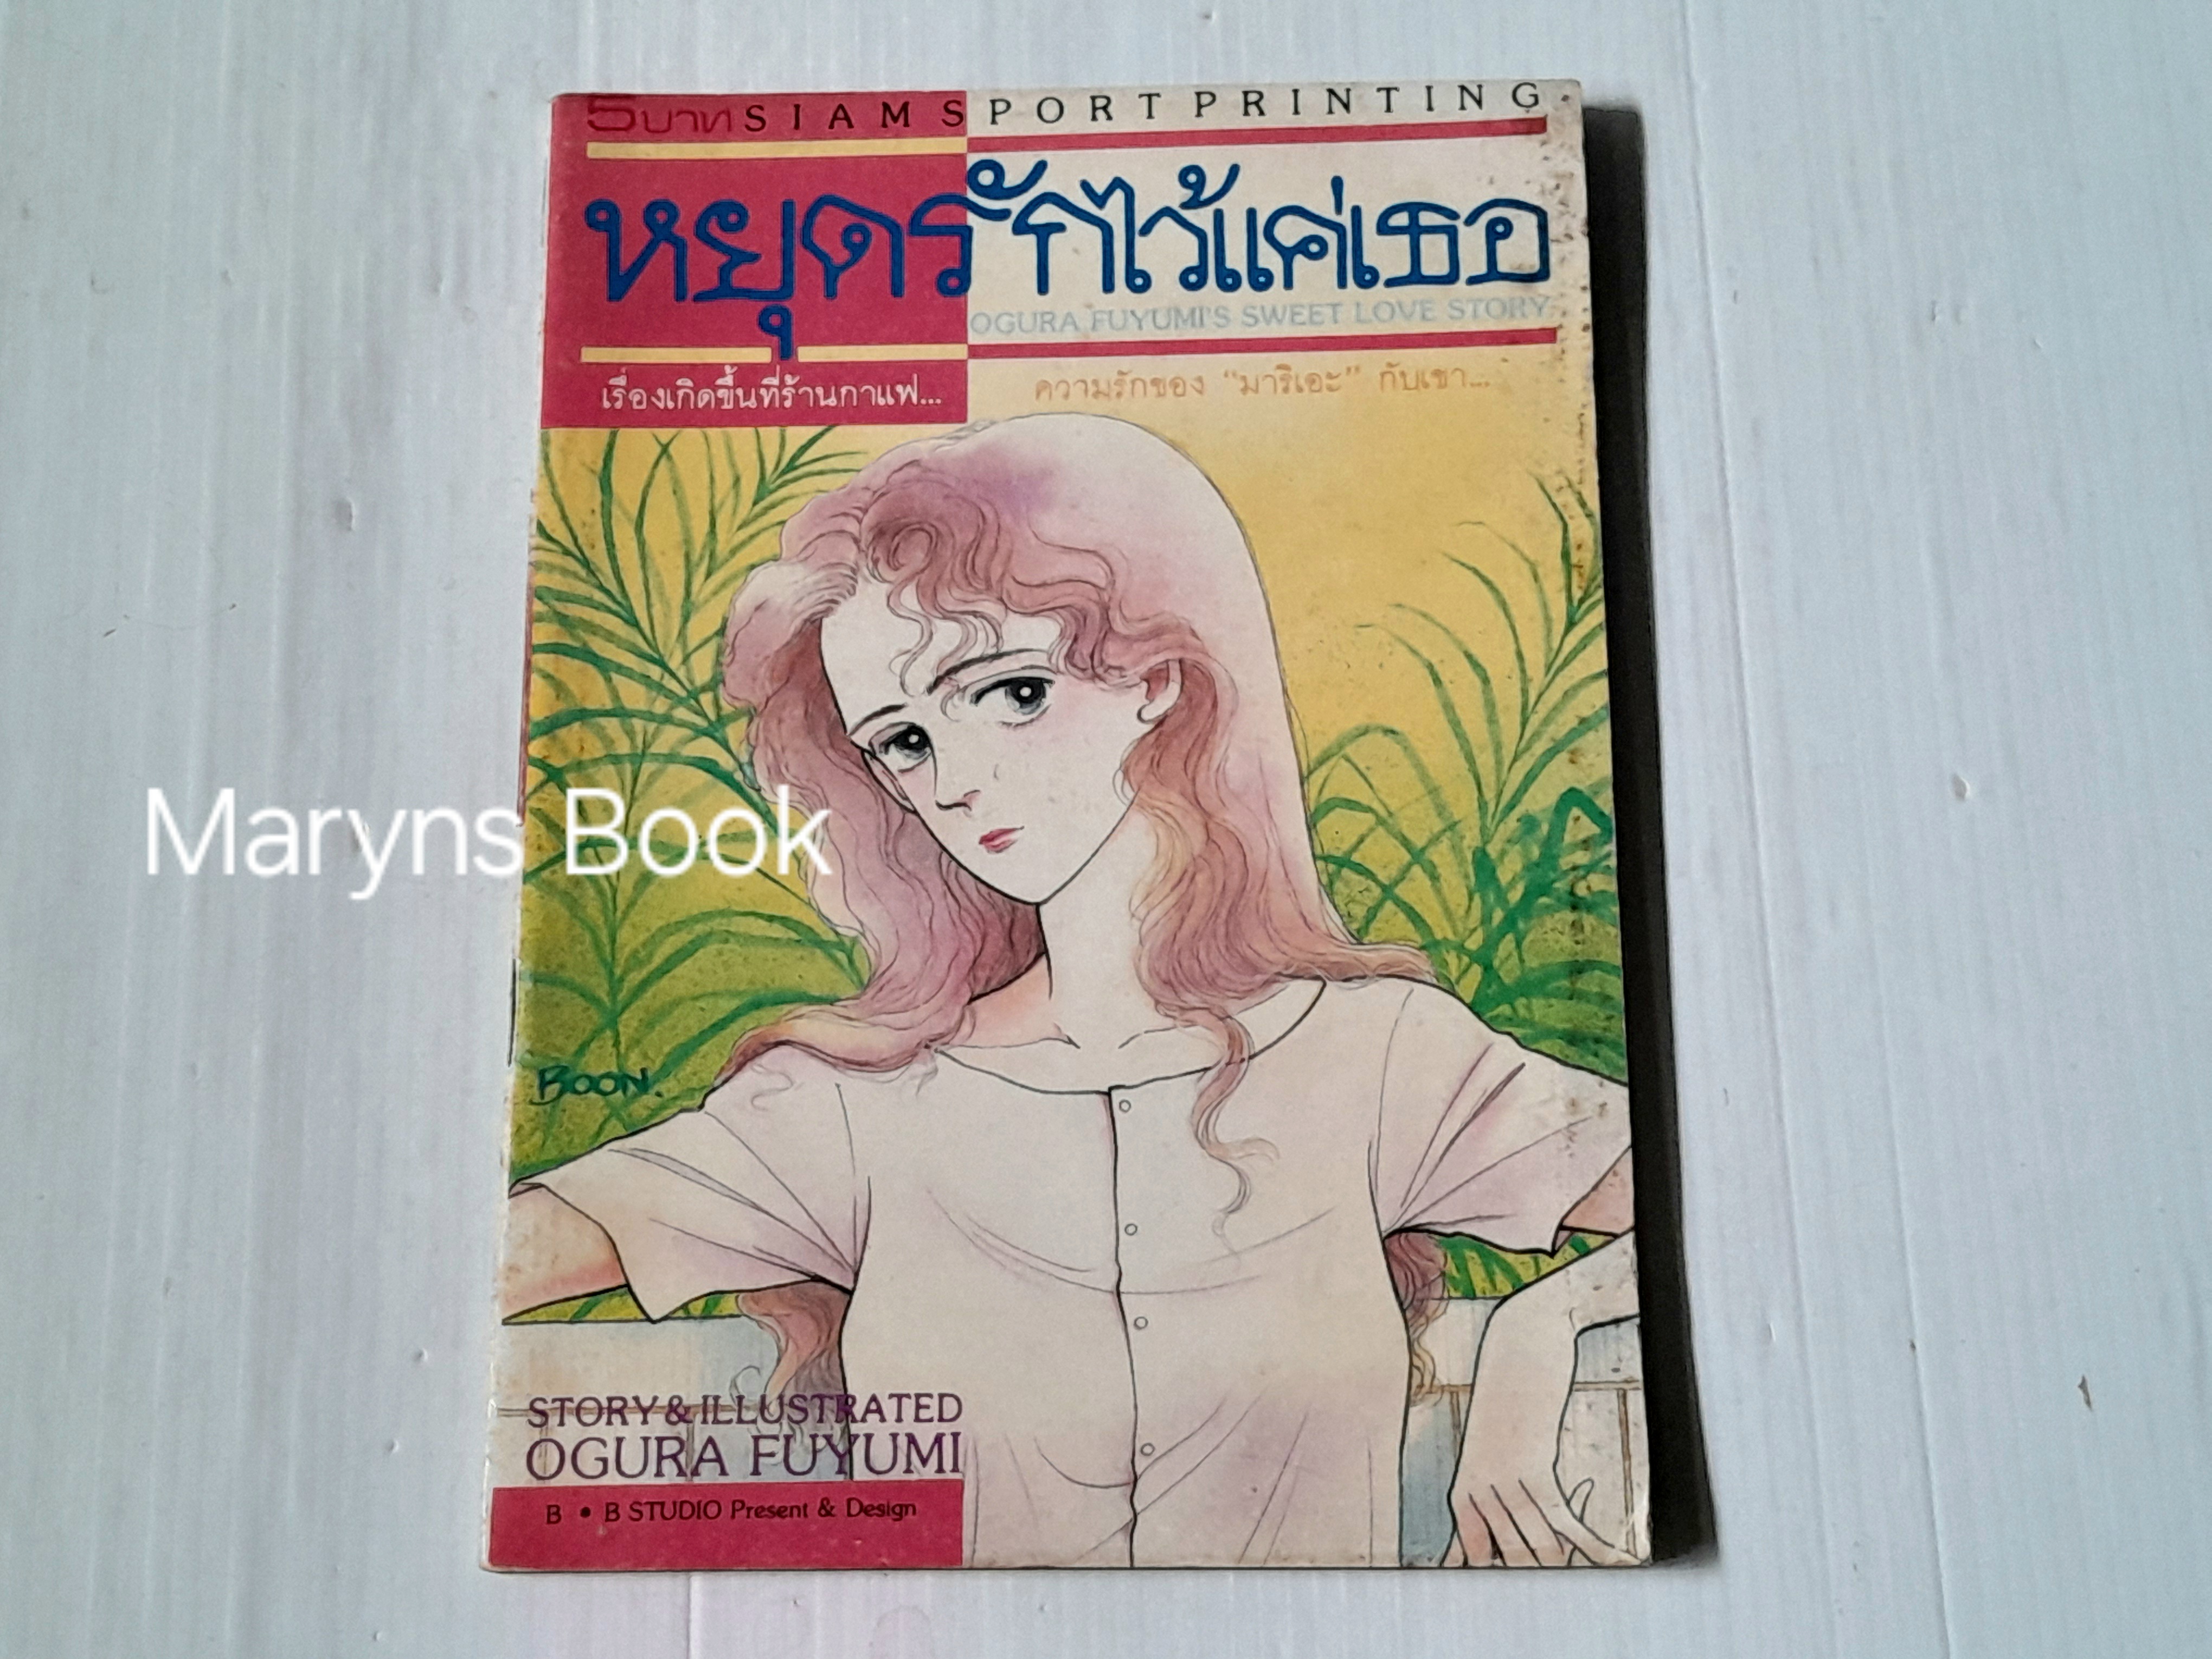 5บาท SIAM SPORT PRINTING
หยุดรักไว้แค่เธอ
OGURA FUYUMI'S SWEET LOVE STORY
เรื่องเกิดขึ้นที่ร้านกาแฟ...
ความรักของ “มาริเอะ” กับเขา...
Maryns Book
BOON.
STORY & ILLUSTRATED
OGURA FUYUMI
B • B STUDIO Present & Design